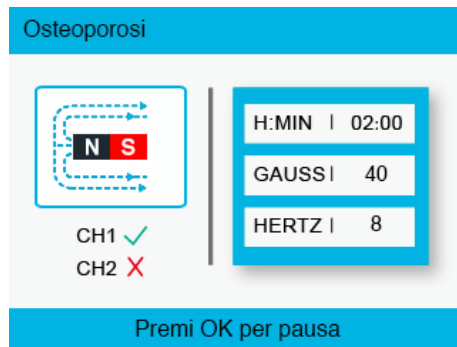 Osteoporosi
N S
CH1
CH2
H:MIN | 02:00
GAUSS | 40
HERTZ | 8
Premi OK per pausa